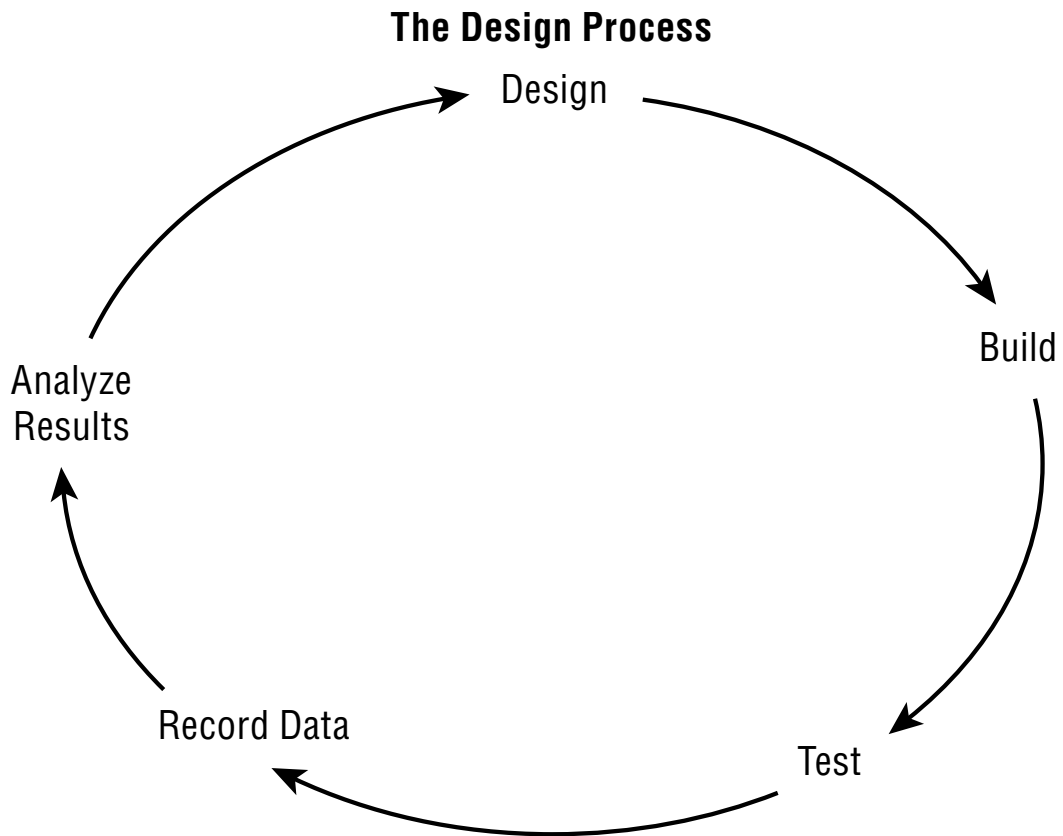 The Design Process
Design
Build
Test
Record Data
Analyze
Results